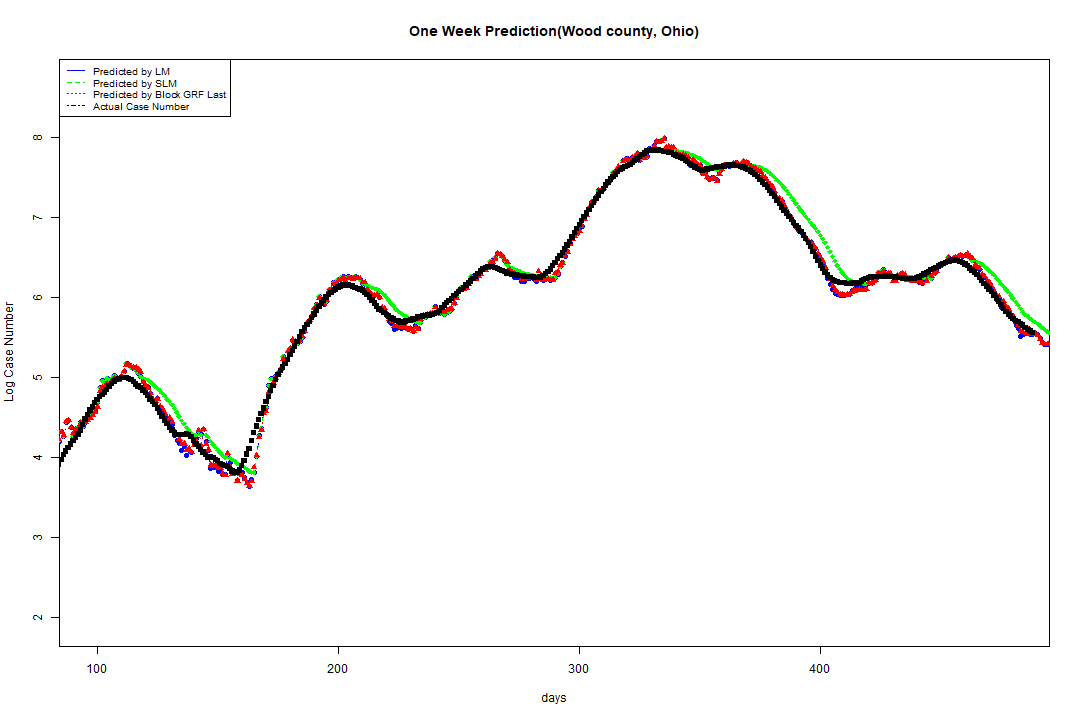 One Week Prediction(Wood county, Ohio)
Predicted by LM
Predicted by SLM
Predicted by Block GRF Last
Actual Case Number
8
7
6
5
4
3
2
Log Case Number
100 200 300 400
days